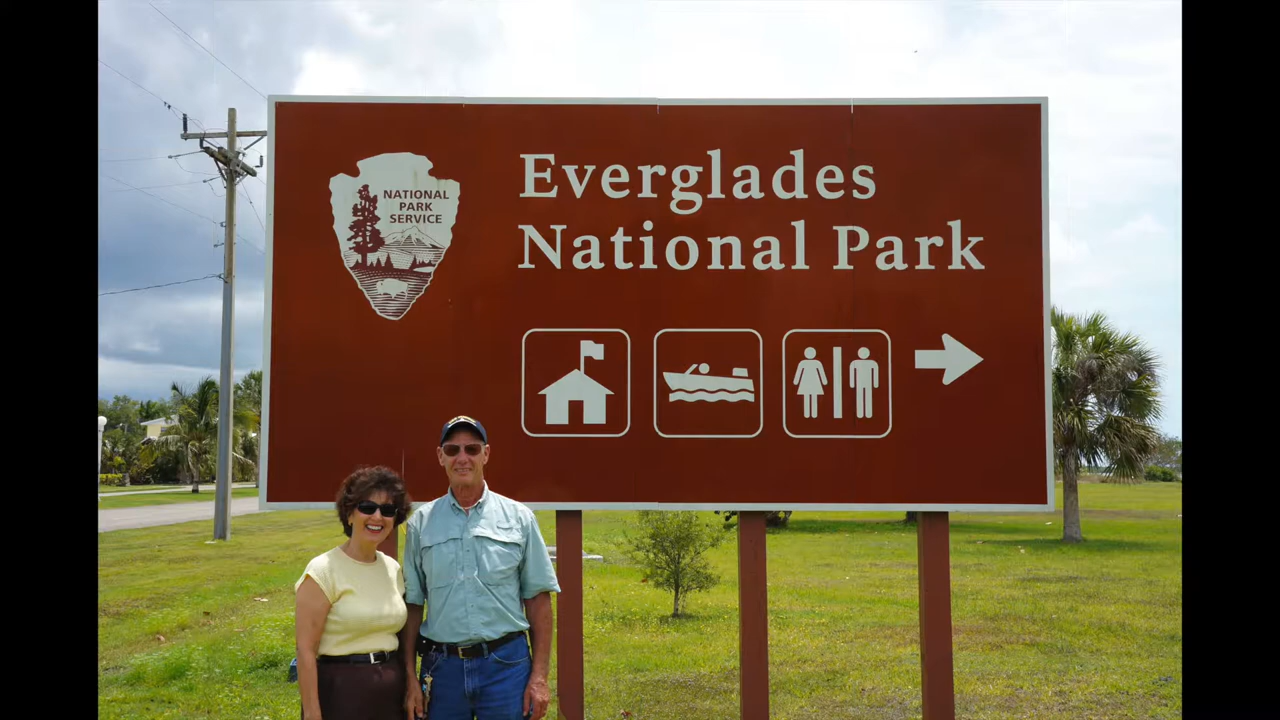 NATIONAL
PARK
SERVICE
Everglades
National Park